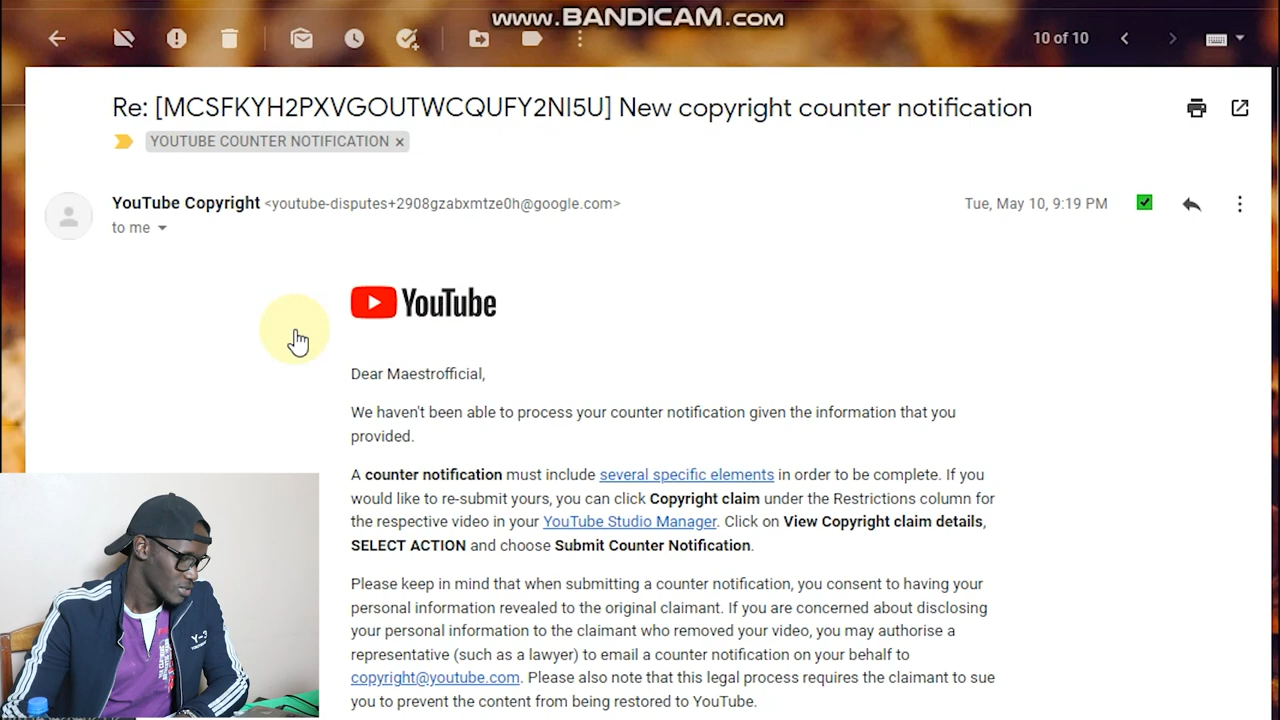 www.BANDICAM.com
10 of 10
Re: [MCSFKYH2PXVGOUTWCQUFY2NI5U] New copyright counter notification
YOUTUBE COUNTER NOTIFICATION ×
YouTube Copyright <youtube-disputes+2908gzabxmtze0h@google.com>
Tue, May 10, 9:19 PM
to me
YouTube
Dear Maestrofficial,
We haven't been able to process your counter notification given the information that you
provided.
A counter notification must include several specific elements in order to be complete. If you
would like to re-submit yours, you can click Copyright claim under the Restrictions column for
the respective video in your YouTube Studio Manager. Click on View Copyright claim details,
SELECT ACTION and choose Submit Counter Notification.
Please keep in mind that when submitting a counter notification, you consent to having your
personal information revealed to the original claimant. If you are concerned about disclosing
your personal information to the claimant who removed your video, you may authorise a
representative (such as a lawyer) to email a counter notification on your behalf to
copyright@youtube.com. Please also note that this legal process requires the claimant to sue
you to prevent the content from being restored to YouTube.
Y-3